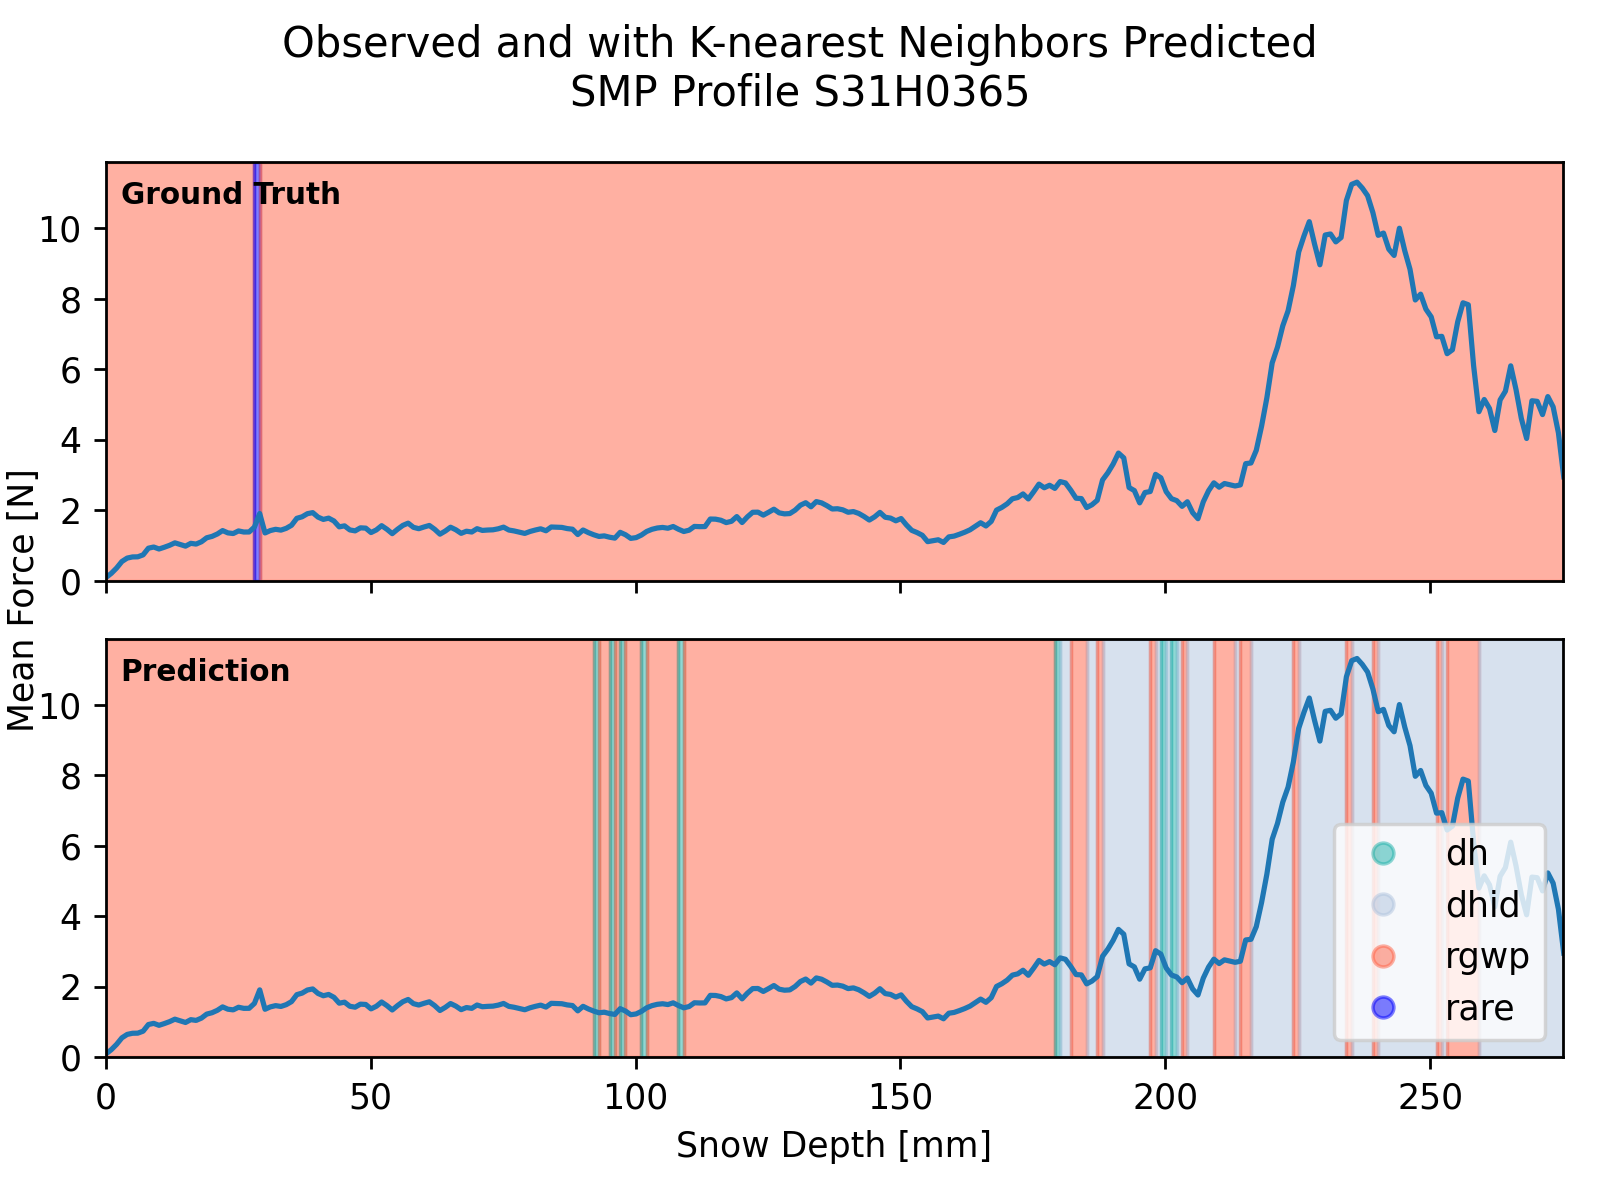 Observed and with K-nearest Neighbors Predicted
SMP Profile S31H0365
Ground Truth
10
8
6
4
2
0
Mean Force [N]
Prediction
10
8
6
4
2
0
dh
dhid
rgwp
rare
0 50 100 150 200 250
Snow Depth [mm]